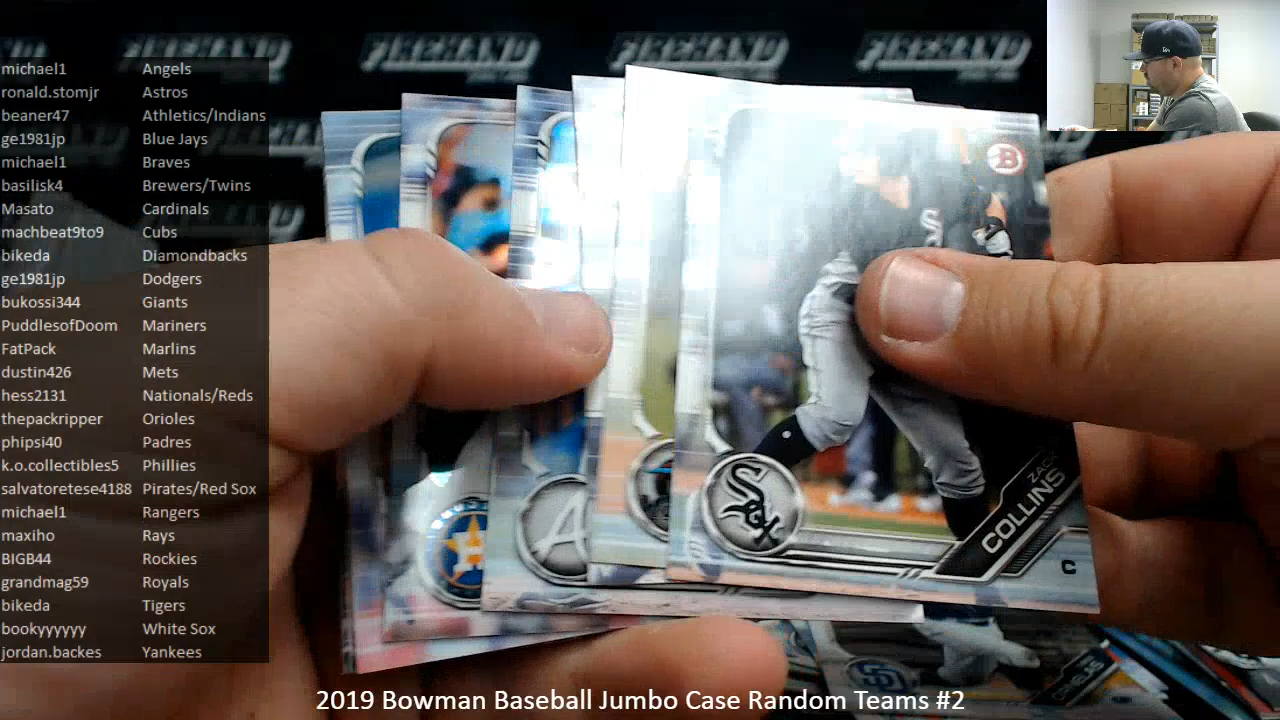 michael1 Angels
ronald.stomjr Astros
beaner47 Athletics/Indians
ge1981jp Blue Jays
michael1 Braves
basilisk4 Brewers/Twins
Masato Cardinals
machbeat9to9 Cubs
bikeda Diamondbacks
ge1981jp Dodgers
bukossi344 Giants
PuddlesofDoom Mariners
FatPack Marlins
dustin426 Mets
hess2131 Nationals/Reds
thepackripper Orioles
phipsi40 Padres
k.o.collectibles5 Phillies
salvatoretese4188 Pirates/Red Sox
michael1 Rangers
maxiho Rays
BIGB44 Rockies
grandmag59 Royals
bikeda Tigers
bookyyyyyy White Sox
jordan.backes Yankees
B
SOX
ZACK
COLLINS
C
H
A
SD
2019 Bowman Baseball Jumbo Case Random Teams #2